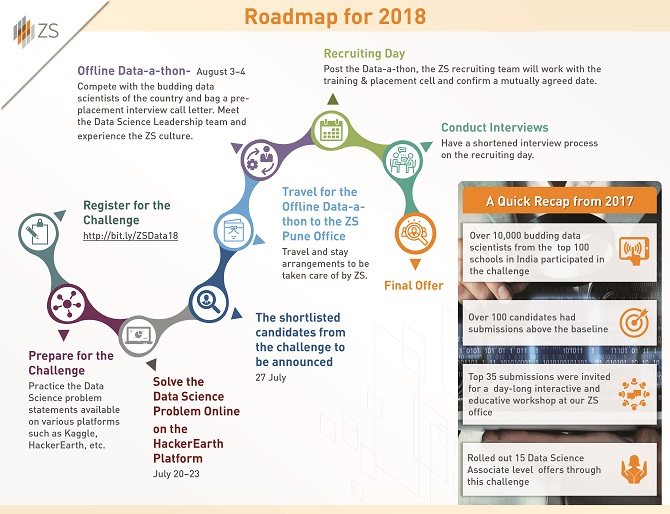 ZS
Roadmap for 2018
Register for the
Challenge
http://bit.ly/ZSData18
Prepare for the
Challenge
Practice the Data
Science problem
statements available
on various platforms
such as Kaggle,
HackerEarth, etc.
Solve the
Data Science
Problem Online
on the
HackerEarth
Platform
July 20–23
The shortlisted
candidates from
the challenge to
be announced
27 July
Travel for the
Offline Data-a-
thon to the ZS
Pune Office
Travel and stay
arrangements to be
taken care of by ZS.
Offline Data-a-thon- August 3–4
Compete with the budding data
scientists of the country and bag a pre-
placement interview call letter. Meet
the Data Science Leadership team and
experience the ZS culture.
Recruiting Day
Post the Data-a-thon, the ZS recruiting team will work with the
training & placement cell and confirm a mutually agreed date.
Conduct Interviews
Have a shortened interview process
on the recruiting day.
Final Offer
A Quick Recap from 2017
Over 10,000 budding data
scientists from the top 100
schools in India participated in
the challenge
Over 100 candidates had
submissions above the baseline
Top 35 submissions were invited
for a day-long interactive and
educative workshop at our ZS
office
Rolled out 15 Data Science
Associate level offers through
this challenge